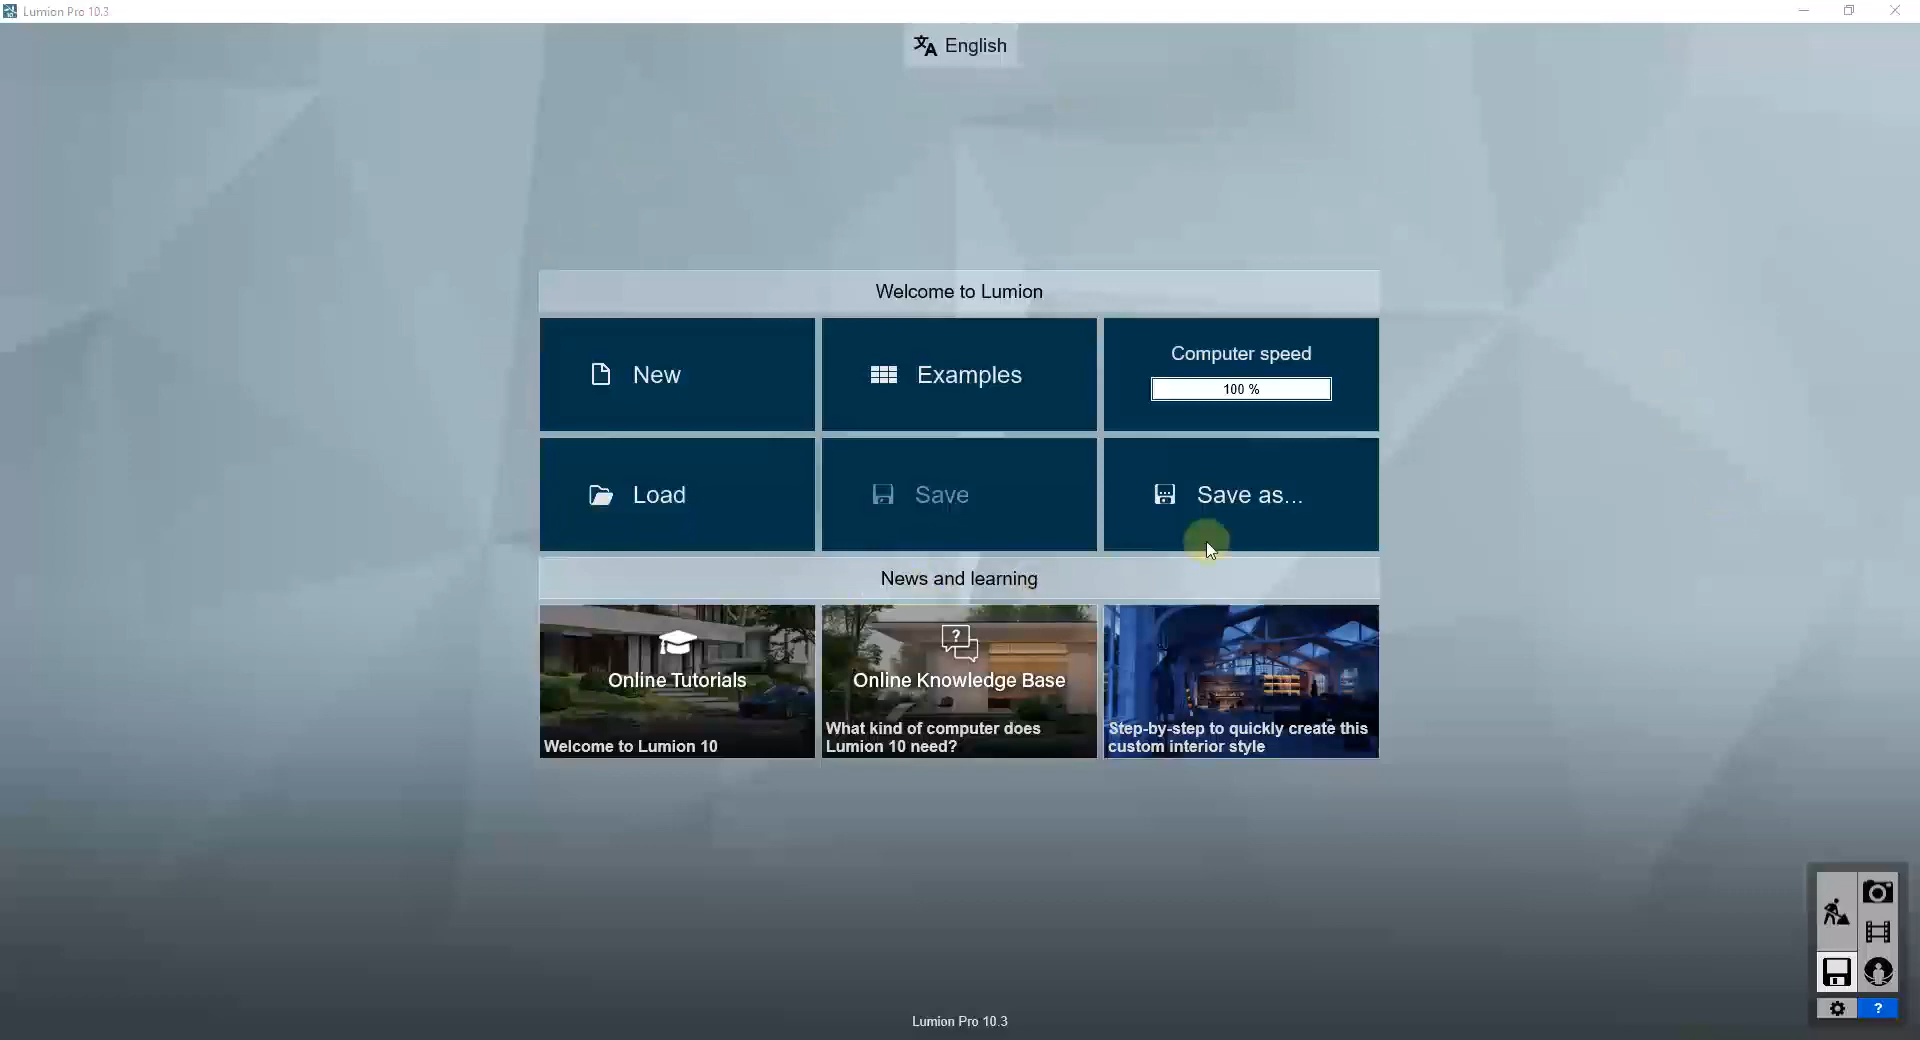 Lumion Pro 10.3
English
Welcome to Lumion
New
Examples
Computer speed
100 %
Load
Save
Save as...
News and learning
Online Tutorials
Welcome to Lumion 10
Online Knowledge Base
What kind of computer does
Lumion 10 need?
Step-by-step to quickly create this
custom interior style
?
Lumion Pro 10.3